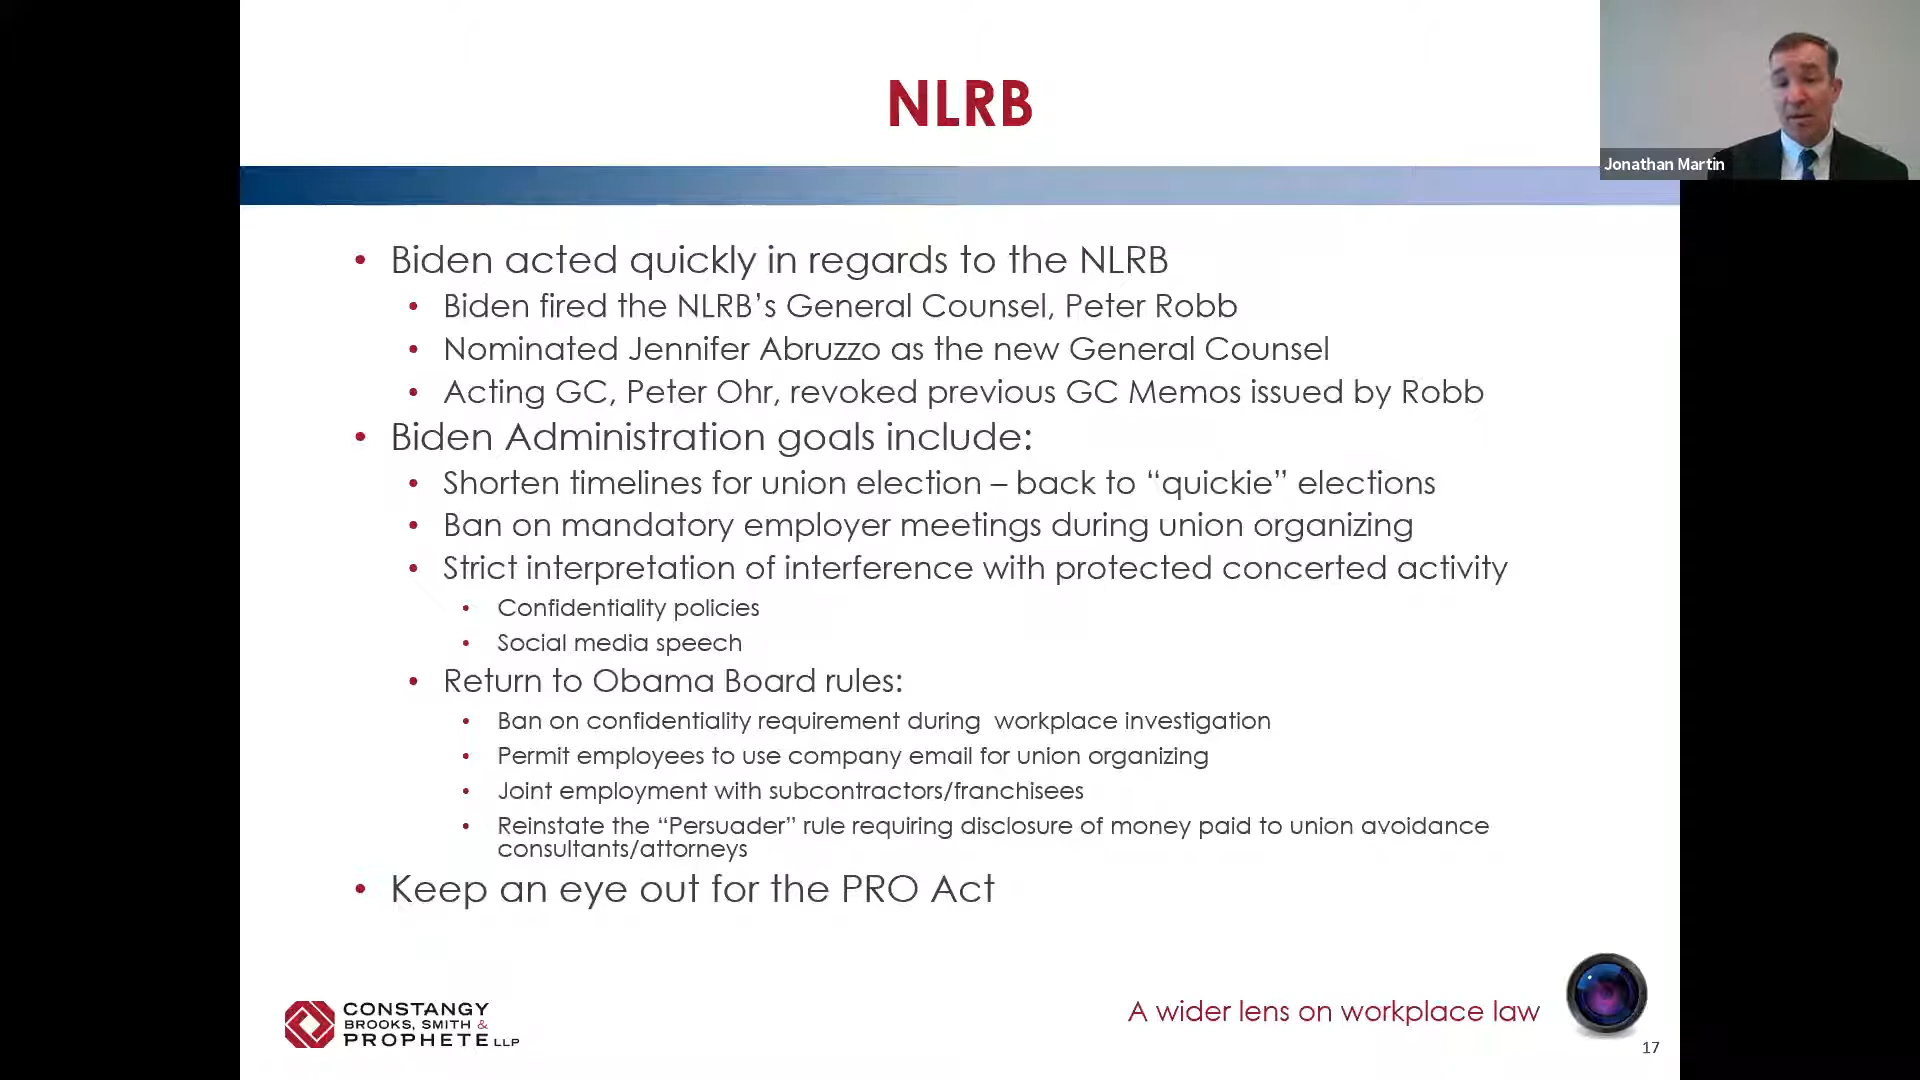 NLRB
Jonathan Martin
• Biden acted quickly in regards to the NLRB
• Biden fired the NLRB’s General Counsel, Peter Robb
• Nominated Jennifer Abruzzo as the new General Counsel
• Acting GC, Peter Ohr, revoked previous GC Memos issued by Robb
• Biden Administration goals include:
• Shorten timelines for union election – back to “quickie” elections
• Ban on mandatory employer meetings during union organizing
• Strict interpretation of interference with protected concerted activity
• Confidentiality policies
• Social media speech
• Return to Obama Board rules:
• Ban on confidentiality requirement during  workplace investigation
• Permit employees to use company email for union organizing
• Joint employment with subcontractors/franchisees
• Reinstate the “Persuader” rule requiring disclosure of money paid to union avoidance
consultants/attorneys
• Keep an eye out for the PRO Act
CONSTANGY
BROOKS, SMITH &
PROPHETE LLP
A wider lens on workplace law
17